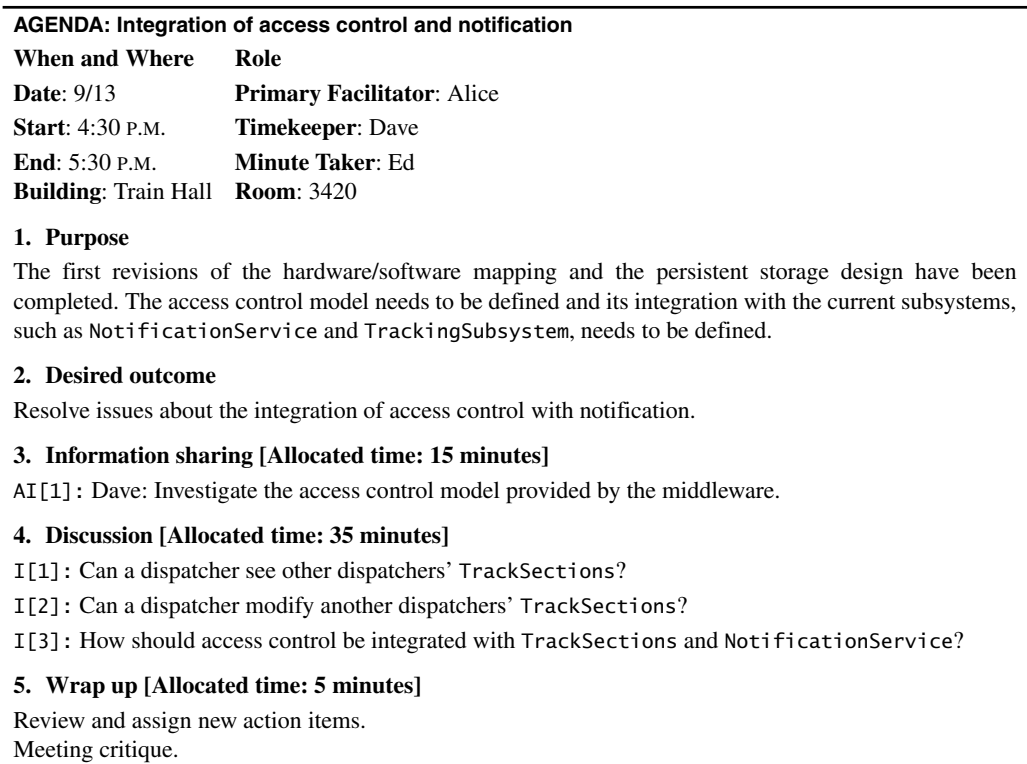 AGENDA: Integration of access control and notification
When and Where Role
Date: 9/13 Primary Facilitator: Alice
Start: 4:30 P.M. Timekeeper: Dave
End: 5:30 P.M. Minute Taker: Ed
Building: Train Hall Room: 3420
1. Purpose
The first revisions of the hardware/software mapping and the persistent storage design have been
completed. The access control model needs to be defined and its integration with the current subsystems,
such as NotificationService and TrackingSubsystem, needs to be defined.
2. Desired outcome
Resolve issues about the integration of access control with notification.
3. Information sharing [Allocated time: 15 minutes]
AI[1]: Dave: Investigate the access control model provided by the middleware.
4. Discussion [Allocated time: 35 minutes]
I[1]: Can a dispatcher see other dispatchers’ TrackSections?
I[2]: Can a dispatcher modify another dispatchers’ TrackSections?
I[3]: How should access control be integrated with TrackSections and NotificationService?
5. Wrap up [Allocated time: 5 minutes]
Review and assign new action items.
Meeting critique.